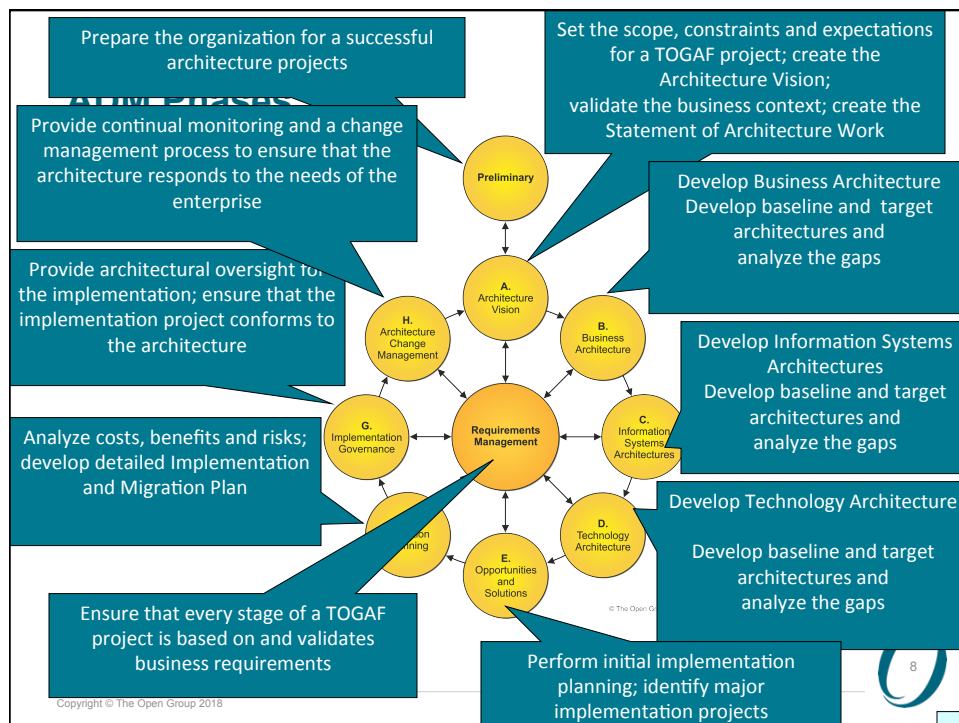 Prepare the organization for a successful
architecture projects
Set the scope, constraints and expectations
for a TOGAF project; create the
Architecture Vision;
validate the business context; create the
Statement of Architecture Work
ADM Phases
Provide continual monitoring and a change
management process to ensure that the
architecture responds to the needs of the
enterprise
Preliminary
Develop Business Architecture
Develop baseline and target
architectures and
analyze the gaps
Provide architectural oversight for
the implementation; ensure that the
implementation project conforms to
the architecture
A.
Architecture
Vision
H.
Architecture
Change
Management
B.
Business
Architecture
Develop Information Systems
Architectures
Develop baseline and target
architectures and
analyze the gaps
G.
Implementation
Governance
Requirements
Management
C.
Information
Systems
Architectures
Analyze costs, benefits and risks;
develop detailed Implementation
and Migration Plan
Develop Technology Architecture
Develop baseline and target
architectures and
analyze the gaps
D.
Technology
Architecture
E.
Opportunities
and
Solutions
© The Open
Ensure that every stage of a TOGAF
project is based on and validates
business requirements
Perform initial implementation
planning; identify major
implementation projects
8
Copyright © The Open Group 2018